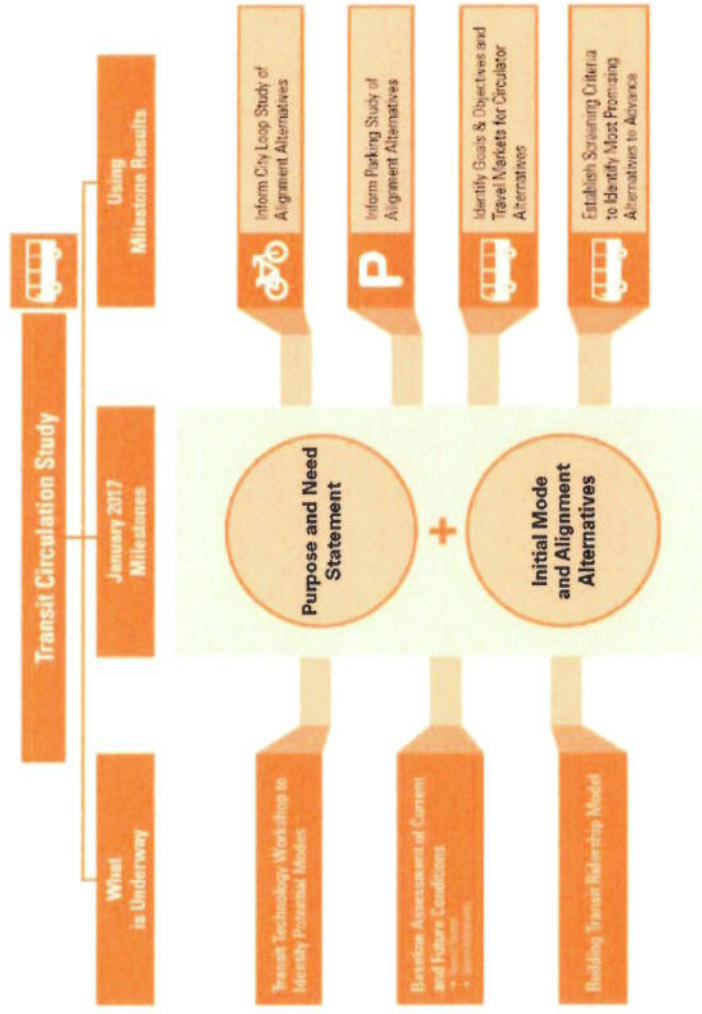 Transit Circulation Study
What
is Underway
January 2017
Milestones
Using
Milestone Results
Transit Technology Workshop to
Identify Potential Modes
Baseline Assessment of Current
and Future Conditions
Building Transit Ridership Model
Purpose and Need
Statement
+
Initial Mode
and Alignment
Alternatives
Inform City Loop Study of
Alignment Alternatives
P
Inform Parking Study of
Alignment Alternatives
Identify Goals & Objectives and
Travel Markets for Circulator
Alternatives
Establish Screening Criteria
to Identify Most Promising
Alternatives to Advance